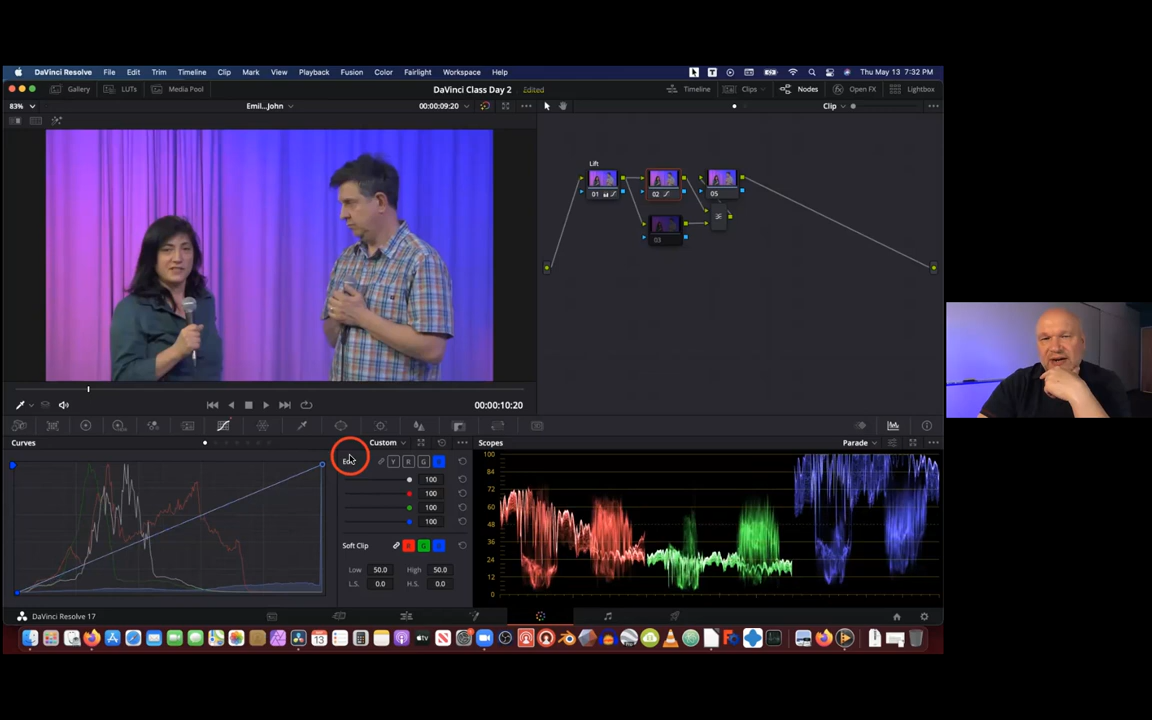 DaVinci Resolve File Edit Trim Timeline Clip Mark View Playback Fusion Color Fairlight Workspace Help Thu May 13 7:32 PM
Gallery LUTs Media Pool DaVinci Class Day 2 Edited Timeline Clips Nodes Open FX Lightbox
83% Emil...John 00:00:09:20 Clip
Lift
01 02 05
03
00:00:10:20
Curves Custom Scopes Parade
Y R G
100
100
100
100
Soft Clip R G
Low 50.0 High 50.0
L.S. 0.0 H.S. 0.0
100
84
72
60
48
36
24
12
0
DaVinci Resolve 17